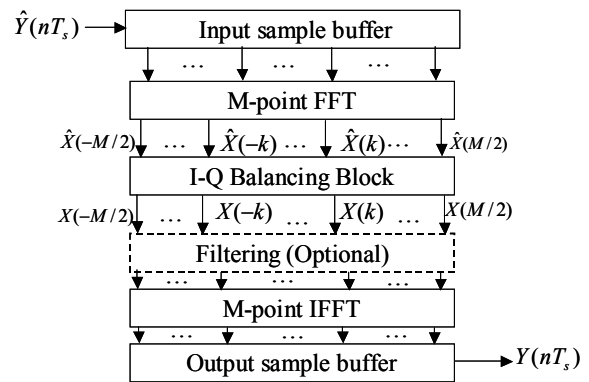 Ŷ(nTₛ) Input sample buffer
... ... ...
M-point FFT
X̂(−M/2) ... X̂(−k) ... X̂(k) ... X̂(M/2)
I-Q Balancing Block
X(−M/2) ... X(−k) ... X(k) ... X(M/2)
Filtering (Optional)
... ... ... ...
M-point IFFT
... ... ... ...
Output sample buffer Y(nTₛ)